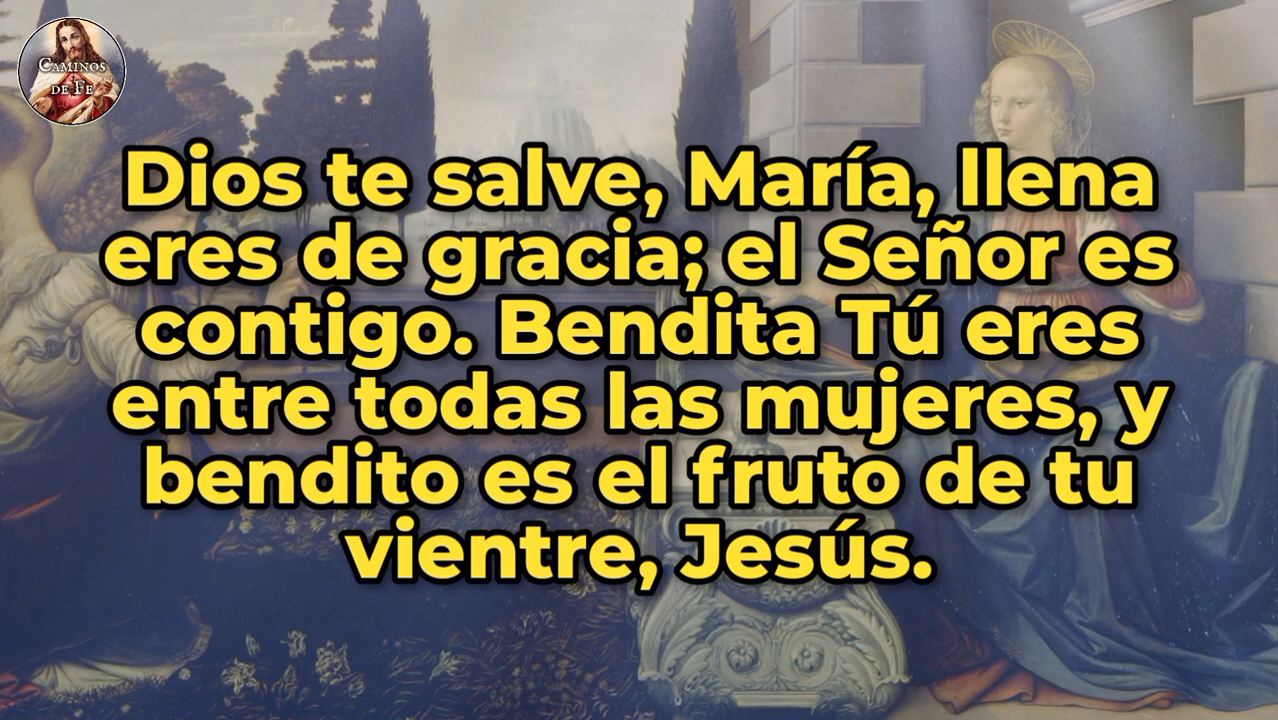 CAMINOS
DE FE
Dios te salve, María, llena
eres de gracia; el Señor es
contigo. Bendita Tú eres
entre todas las mujeres, y
bendito es el fruto de tu
vientre, Jesús.